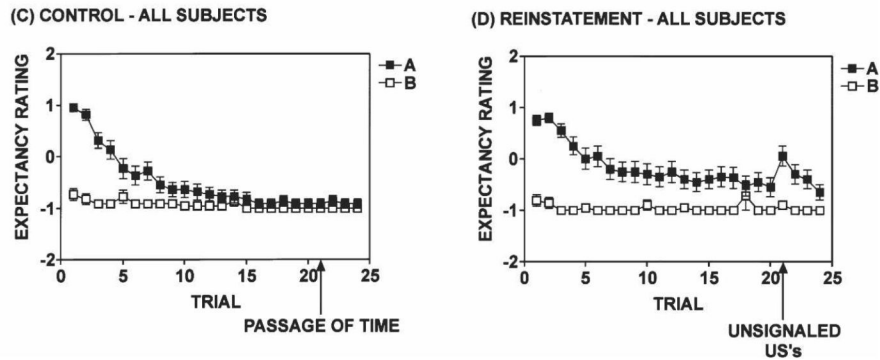 (C) CONTROL - ALL SUBJECTS
EXPECTANCY RATING
2
1
0
-1
-2
0
5
10
15
20
25
TRIAL
PASSAGE OF TIME
A
B
(D) REINSTATEMENT - ALL SUBJECTS
EXPECTANCY RATING
2
1
0
-1
-2
0
5
10
15
20
25
TRIAL
UNSIGNALED
US's
A
B